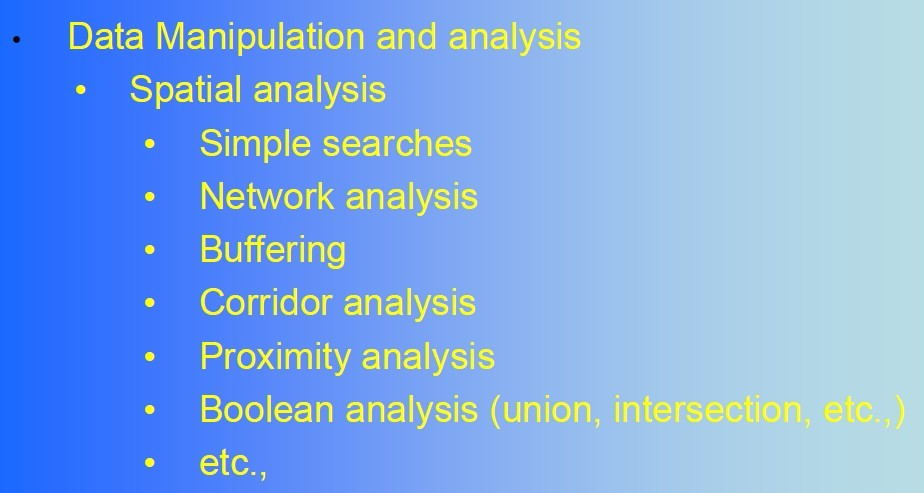 • Data Manipulation and analysis
• Spatial analysis
• Simple searches
• Network analysis
• Buffering
• Corridor analysis
• Proximity analysis
• Boolean analysis (union, intersection, etc.,)
• etc.,